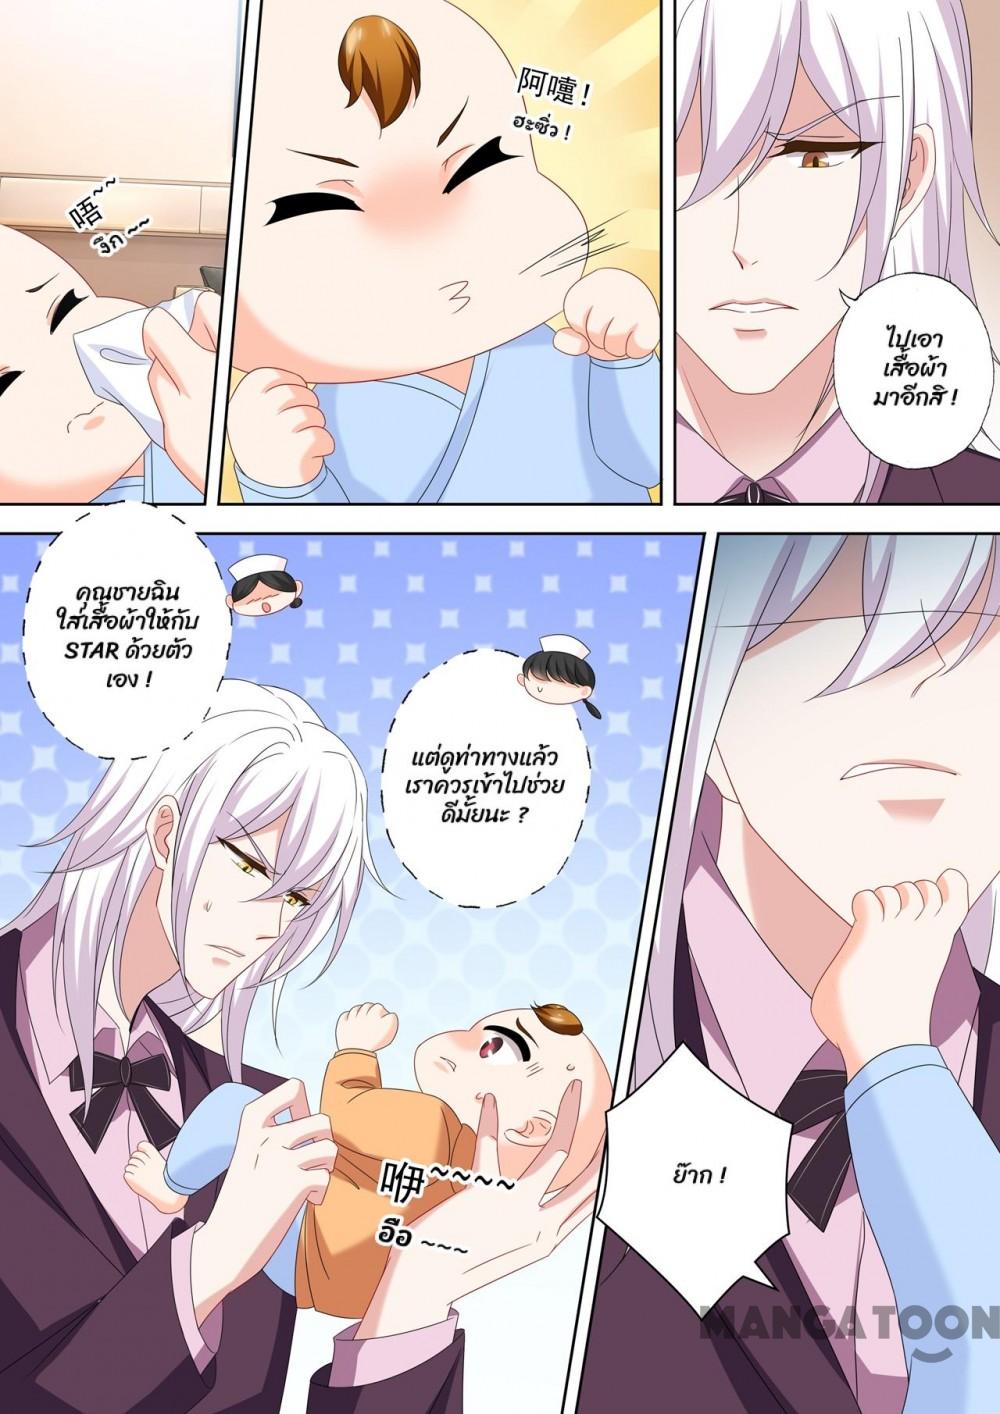 唔~~
งึก ~~
阿嚏!
ฮะซิ่ว !
ไปเอา
เสื้อผ้า
มาอีกสิ !
คุณชายฉิน
ใส่เสื้อผ้าให้กับ
STAR ด้วยตัว
เอง !
แต่ดูท่าทางแล้ว
เราควรเข้าไปช่วย
ดีมั้ยนะ ?
咿~~~~
อือ ~~~
ย๊าก !
MANGATOON